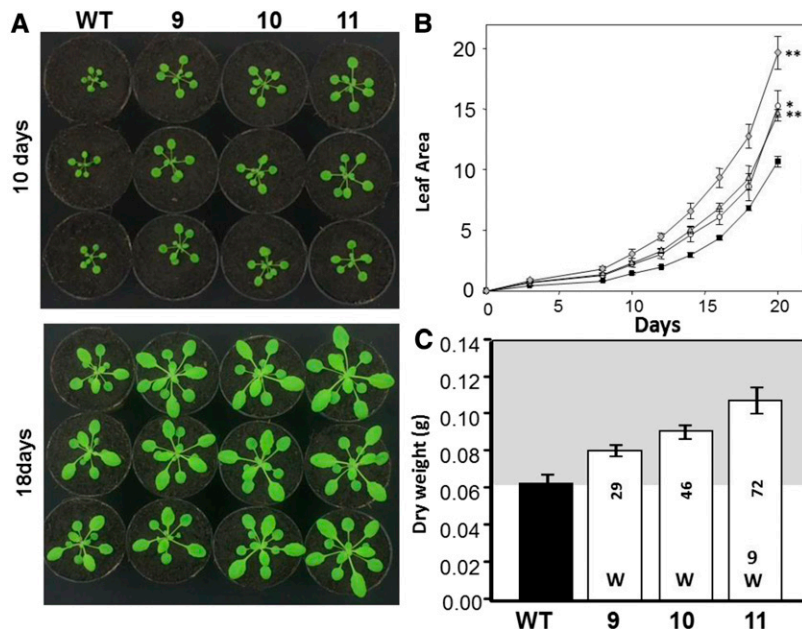 A
WT 9 10 11
10 days
18days
B
Leaf Area
20
15
10
5
0
**
*
**
0 5 10 15 20
Days
C
Dry weight (g)
0.14
0.12
0.10
0.08
0.06
0.04
0.02
0.00
29 46 72
9
W W W
WT 9 10 11